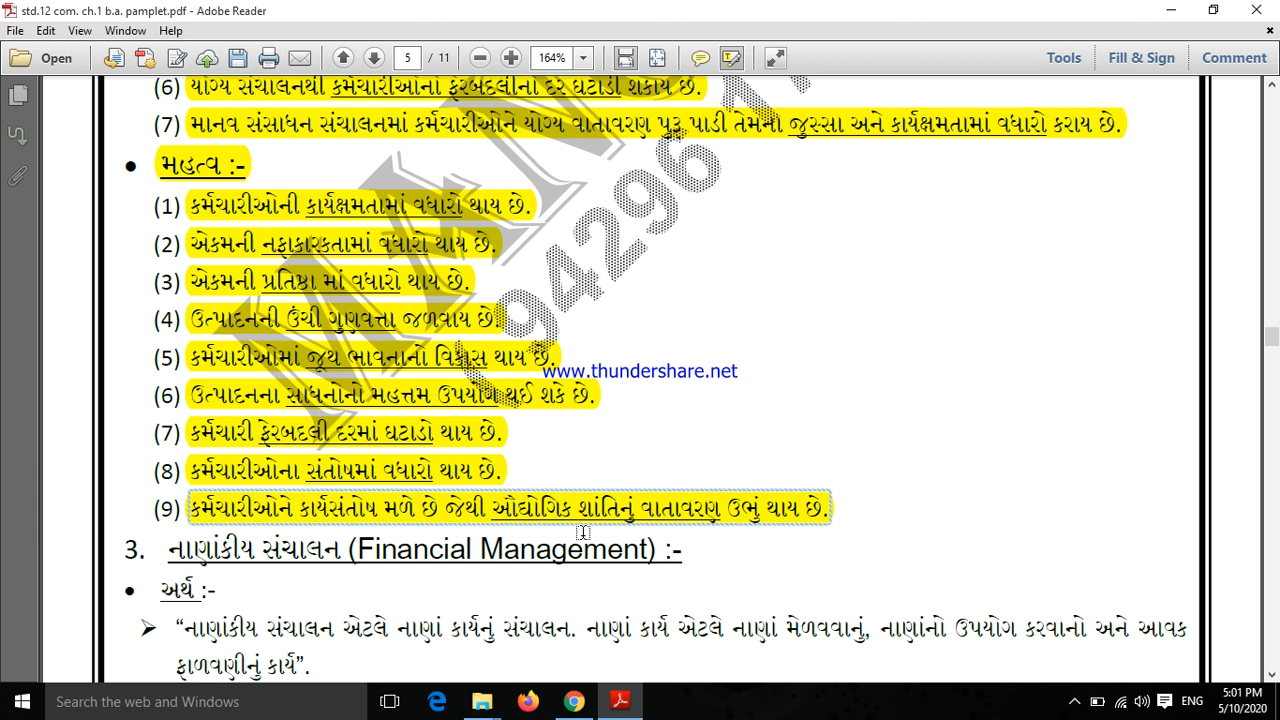 std.12 com. ch.1 b.a. pamplet.pdf - Adobe Reader
File Edit View Window Help
Open 5 / 11 164% Tools Fill & Sign Comment
(6) યોગ્ય સંચાલનથી કર્મચારીઓનો ફેરબદલીનો દર ઘટાડી શકાય છે.
(7) માનવ સંસાધન સંચાલનમાં કર્મચારીઓને યોગ્ય વાતાવરણ પુરૂ પાડી તેમના જુસ્સા અને કાર્યક્ષમતામાં વધારો કરાય છે.
• મહત્વ :-
(1) કર્મચારીઓની કાર્યક્ષમતામાં વધારો થાય છે.
(2) એકમની નફાકારકતામાં વધારો થાય છે.
(3) એકમની પ્રતિષ્ઠા માં વધારો થાય છે.
(4) ઉત્પાદનની ઉંચી ગુણવત્તા જળવાય છે.
(5) કર્મચારીઓમાં જૂથ ભાવનાનો વિકાસ થાય છે.
www.thundershare.net
(6) ઉત્પાદનના સાધનોનો મહત્તમ ઉપયોગ થઈ શકે છે.
(7) કર્મચારી ફેરબદલી દરમાં ઘટાડો થાય છે.
(8) કર્મચારીઓના સંતોષમાં વધારો થાય છે.
(9) કર્મચારીઓને કાર્યસંતોષ મળે છે જેથી ઔદ્યોગિક શાંતિનું વાતાવરણ ઉભું થાય છે.
3. નાણાંકીય સંચાલન (Financial Management) :-
• અર્થ :-
➢ “નાણાંકીય સંચાલન એટલે નાણાં કાર્યનું સંચાલન. નાણાં કાર્ય એટલે નાણાં મેળવવાનું, નાણાંનો ઉપયોગ કરવાનો અને આવક
ફાળવણીનું કાર્ય”.
94296
Search the web and Windows
ENG
5:01 PM
5/10/2020